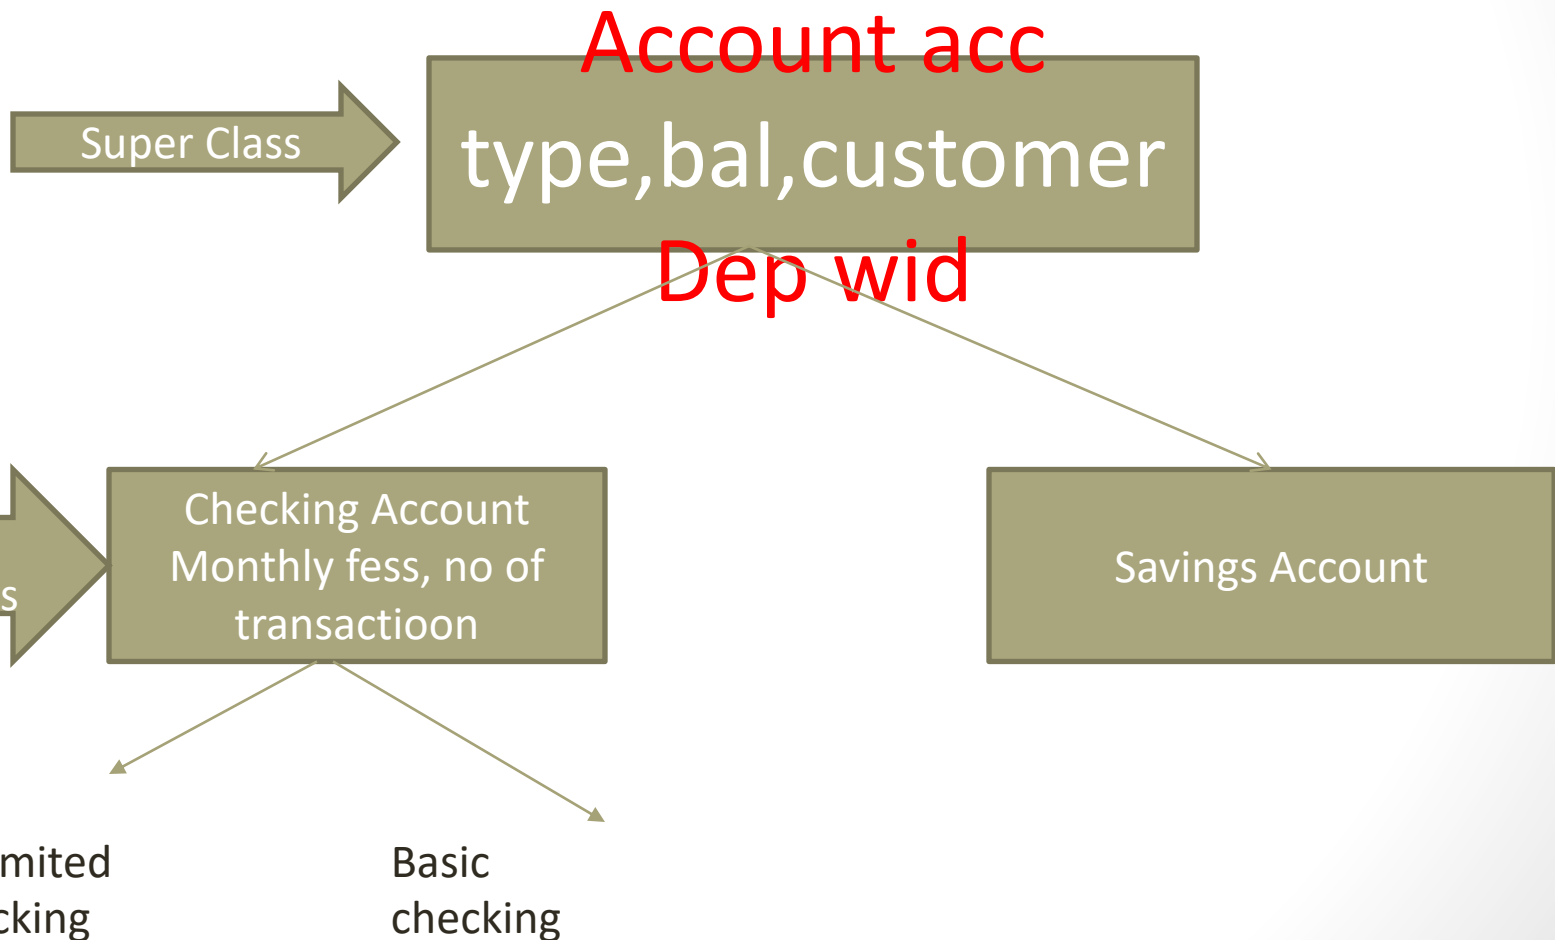 Account acc
Super Class
type,bal,customer
Dep wid
Checking Account
Monthly fess, no of
transactioon
Savings Account
s
mited
cking
Basic
checking